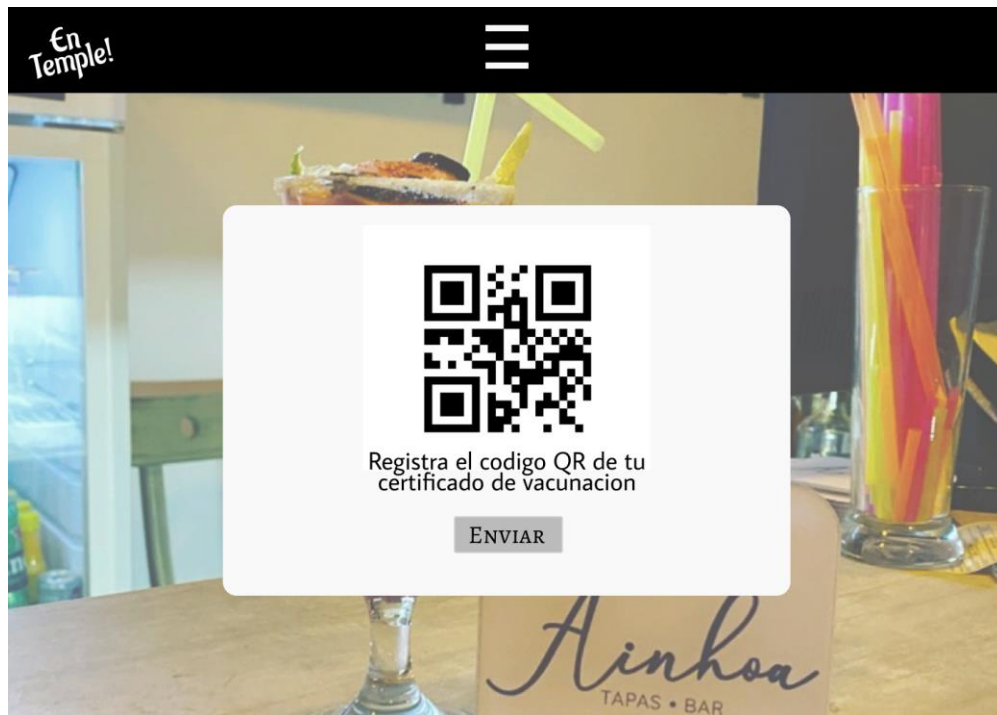 En
Temple!
Registra el codigo QR de tu
certificado de vacunacion
ENVIAR
Ainhoa
TAPAS • BAR